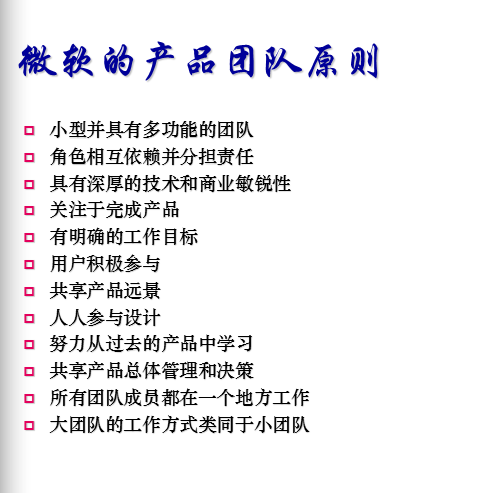 微软的产品团队原则
小型并具有多功能的团队
角色相互依赖并分担责任
具有深厚的技术和商业敏锐性
关注于完成产品
有明确的工作目标
用户积极参与
共享产品远景
人人参与设计
努力从过去的产品中学习
共享产品总体管理和决策
所有团队成员都在一个地方工作
大团队的工作方式类同于小团队